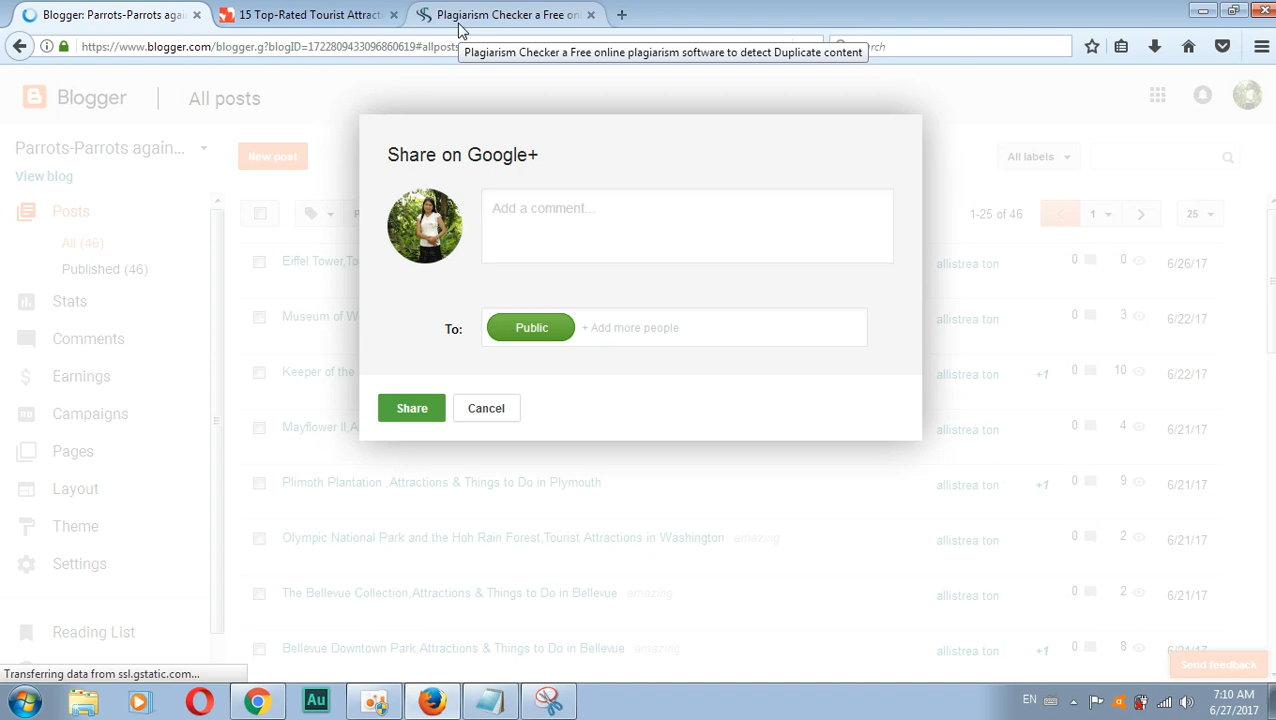 Blogger: Parrots-Parrots agai
15 Top-Rated Tourist Attracti
Plagiarism Checker a Free on
https://www.blogger.com/blogger.g?blogID=1722809433096860619#allposts
Plagiarism Checker a Free online plagiarism software to detect Duplicate content
Blogger
All posts
Parrots-Parrots again...
View blog
New post
All labels
Posts
All (46)
Published (46)
Stats
Comments
Earnings
Campaigns
Pages
Layout
Theme
Settings
Reading List
1-25 of 46
1
25
Share on Google+
Add a comment...
To:
Public
+ Add more people
Share
Cancel
Eiffel Tower,To
allistrea ton
0
0
6/26/17
Museum of W
allistrea ton
0
3
6/22/17
Keeper of the
allistrea ton
+1
0
10
6/22/17
Mayflower II,A
allistrea ton
0
4
6/21/17
Plimoth Plantation ,Attractions & Things to Do in Plymouth
allistrea ton
+1
0
9
6/21/17
Olympic National Park and the Hoh Rain Forest,Tourist Attractions in Washington amazing
allistrea ton
0
2
6/21/17
The Bellevue Collection,Attractions & Things to Do in Bellevue amazing
allistrea ton
0
2
6/21/17
Bellevue Downtown Park,Attractions & Things to Do in Bellevue amazing
allistrea ton
+1
0
8
Send feedback
Transferring data from ssl.gstatic.com...
Au
EN
7:10 AM
6/27/2017